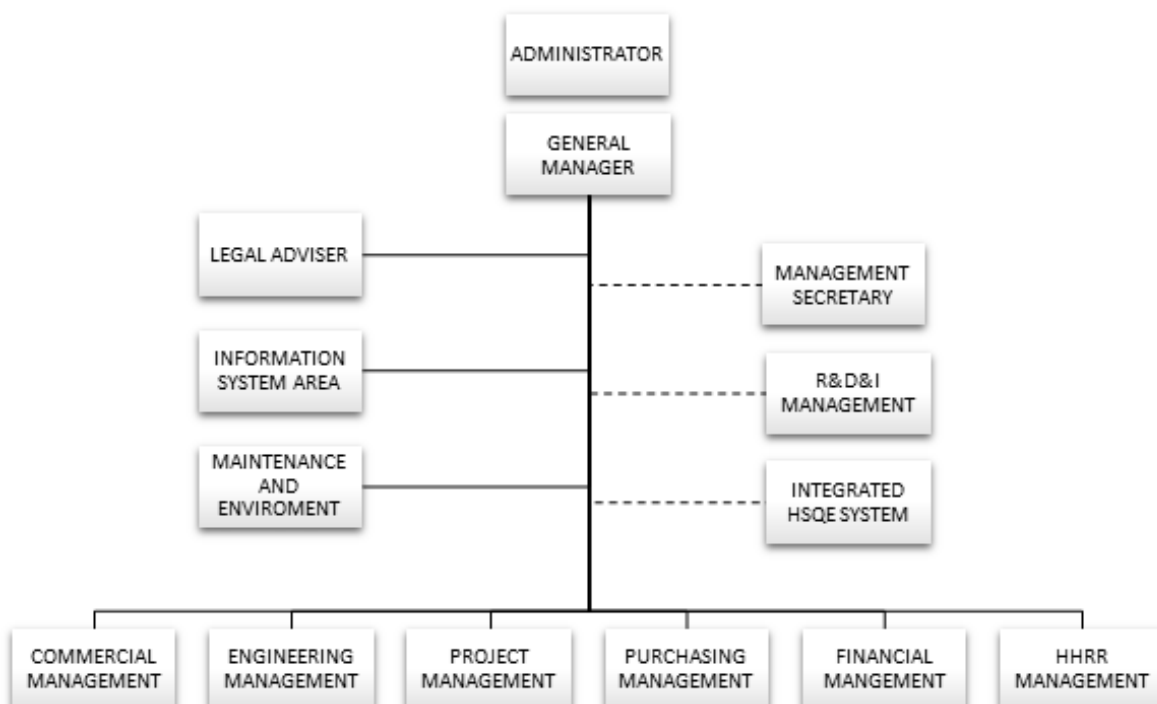 ADMINISTRATOR
GENERAL
MANAGER
LEGAL ADVISER
MANAGEMENT
SECRETARY
INFORMATION
SYSTEM AREA
R&D&I
MANAGEMENT
MAINTENANCE
AND
ENVIROMENT
INTEGRATED
HSQE SYSTEM
COMMERCIAL
MANAGEMENT
ENGINEERING
MANAGEMENT
PROJECT
MANAGEMENT
PURCHASING
MANAGEMENT
FINANCIAL
MANGEMENT
HHRR
MANAGEMENT